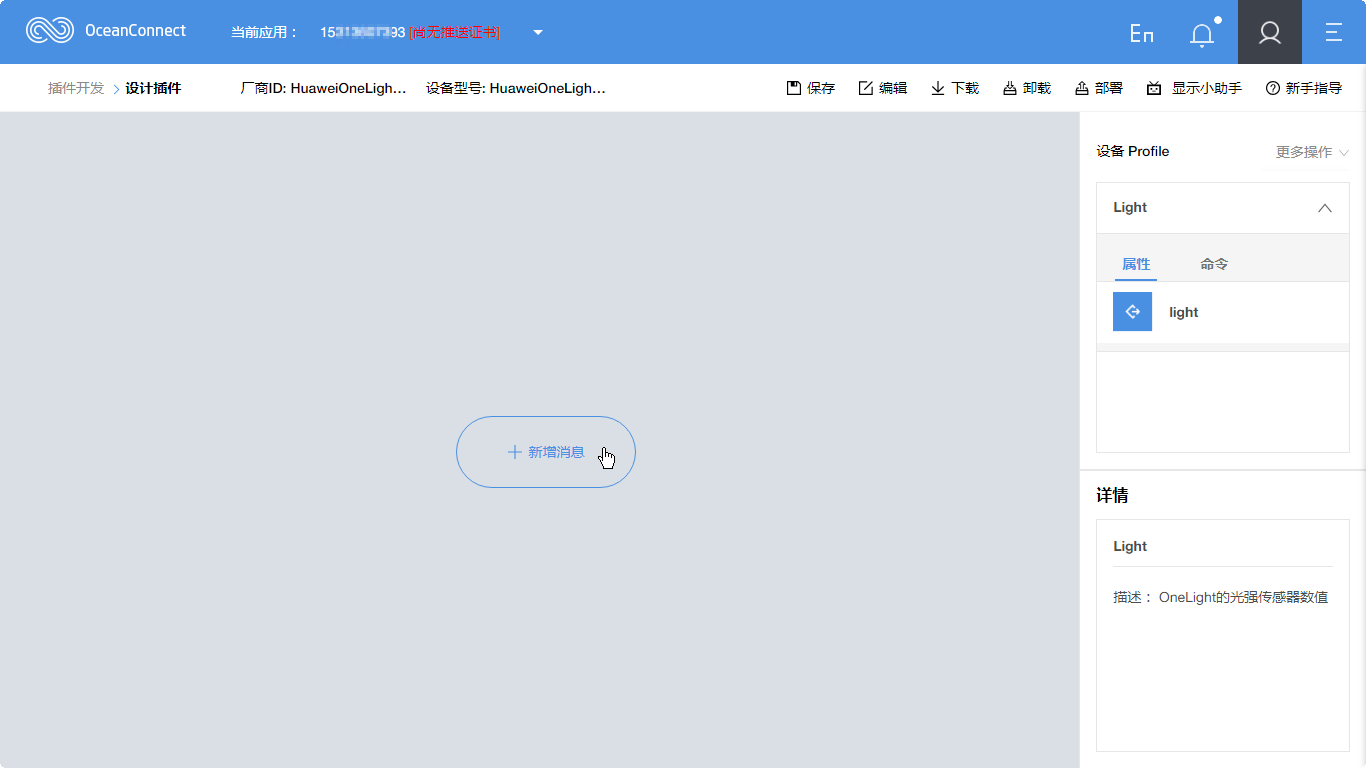 OceanConnect 当前应用： [尚无推送证书] En
插件开发 > 设计插件 厂商ID: HuaweiOneLigh... 设备型号: HuaweiOneLigh... 保存 编辑 下载 卸载 部署 显示小助手 新手指导
设备 Profile 更多操作
Light
属性 命令
light
新增消息
详情
Light
描述： OneLight的光强传感器数值